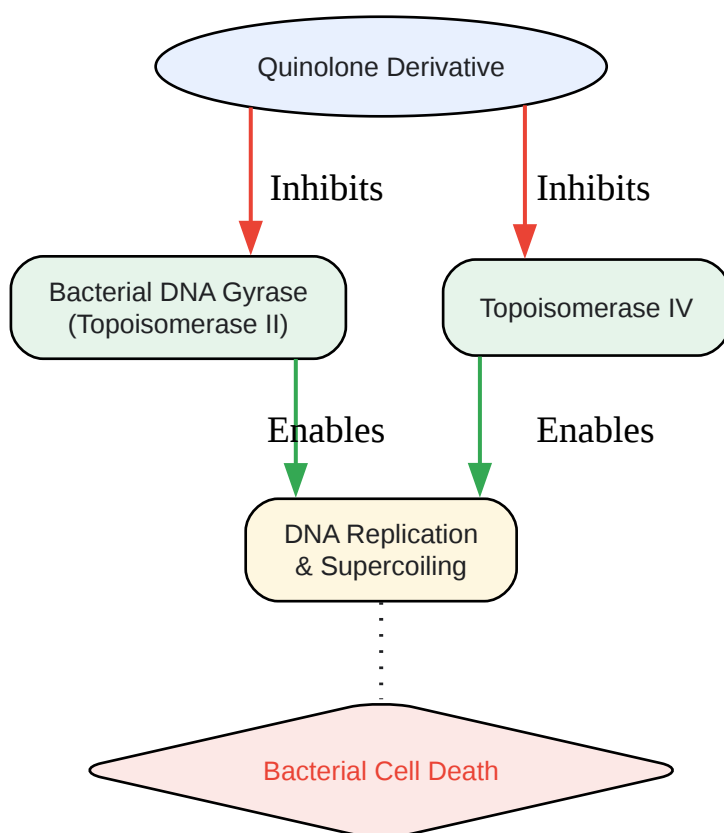 Quinolone Derivative
Inhibits
Inhibits
Bacterial DNA Gyrase
(Topoisomerase II)
Topoisomerase IV
Enables
Enables
DNA Replication
& Supercoiling
Bacterial Cell Death